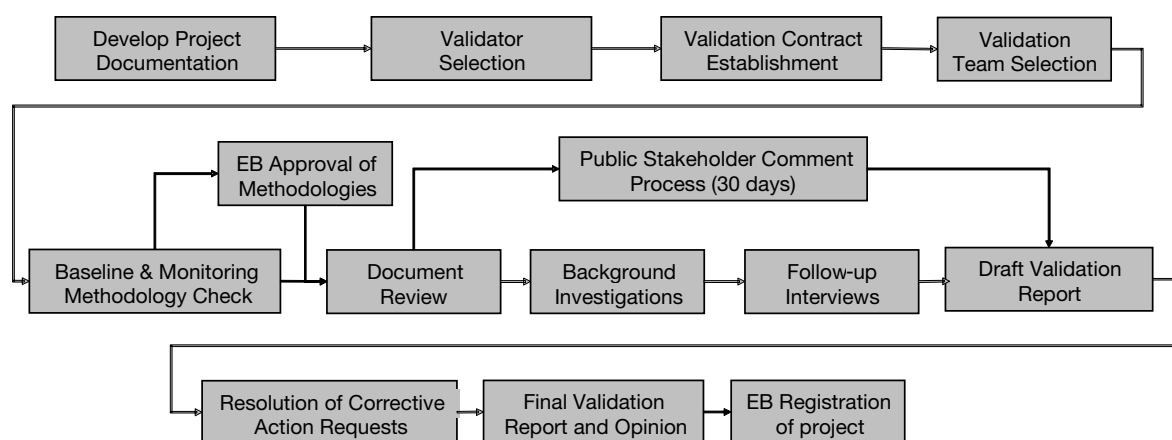 Develop Project
Documentation
Validator
Selection
Validation Contract
Establishment
Validation
Team Selection
EB Approval of
Methodologies
Public Stakeholder Comment
Process (30 days)
Baseline & Monitoring
Methodology Check
Document
Review
Background
Investigations
Follow-up
Interviews
Draft Validation
Report
Resolution of Corrective
Action Requests
Final Validation
Report and Opinion
EB Registration
of project